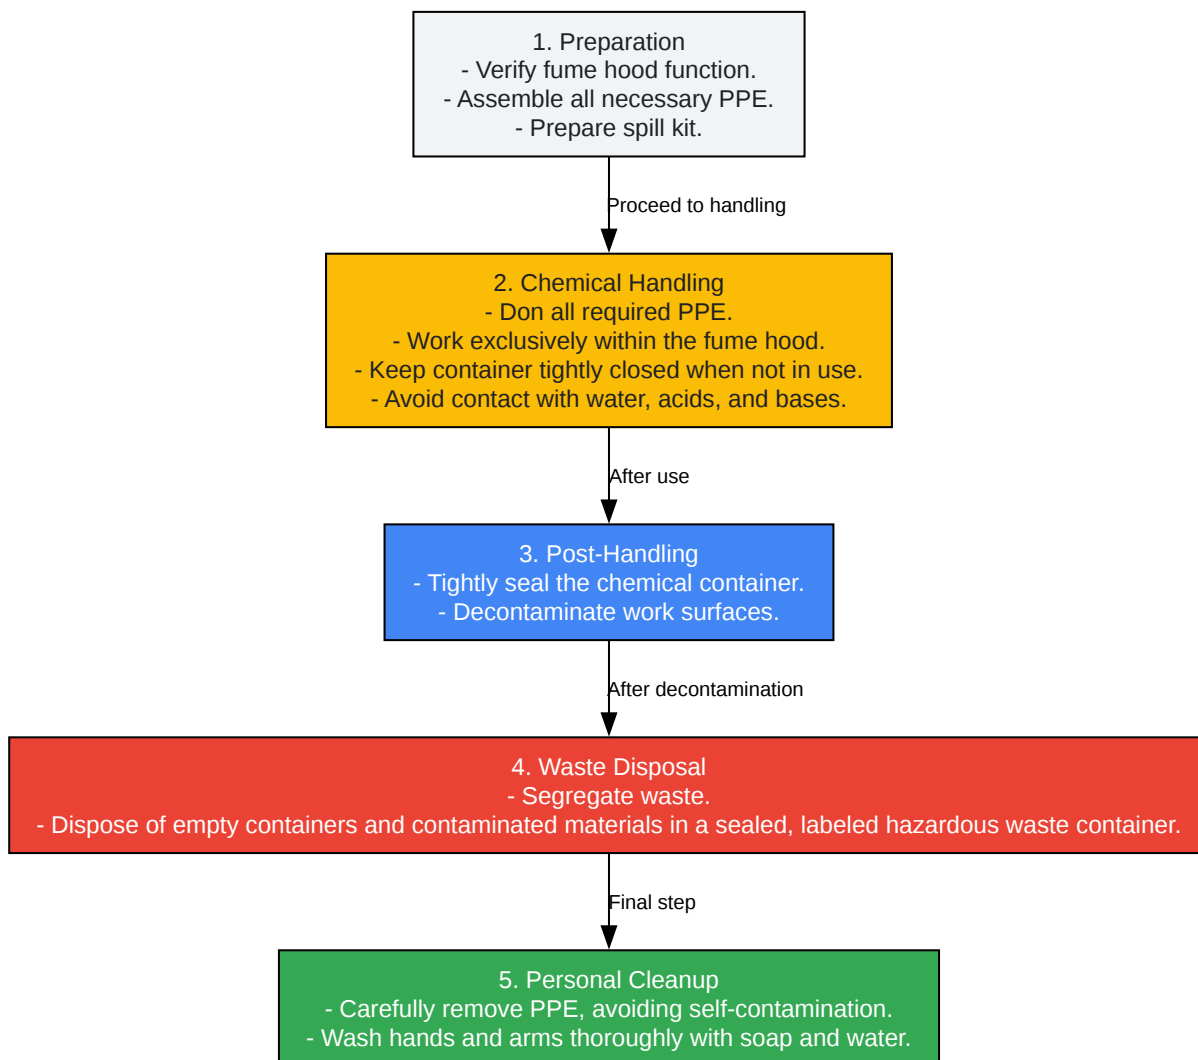 1. Preparation
- Verify fume hood function.
- Assemble all necessary PPE.
- Prepare spill kit.
Proceed to handling
2. Chemical Handling
- Don all required PPE.
- Work exclusively within the fume hood.
- Keep container tightly closed when not in use.
- Avoid contact with water, acids, and bases.
After use
3. Post-Handling
- Tightly seal the chemical container.
- Decontaminate work surfaces.
After decontamination
4. Waste Disposal
- Segregate waste.
- Dispose of empty containers and contaminated materials in a sealed, labeled hazardous waste container.
Final step
5. Personal Cleanup
- Carefully remove PPE, avoiding self-contamination.
- Wash hands and arms thoroughly with soap and water.